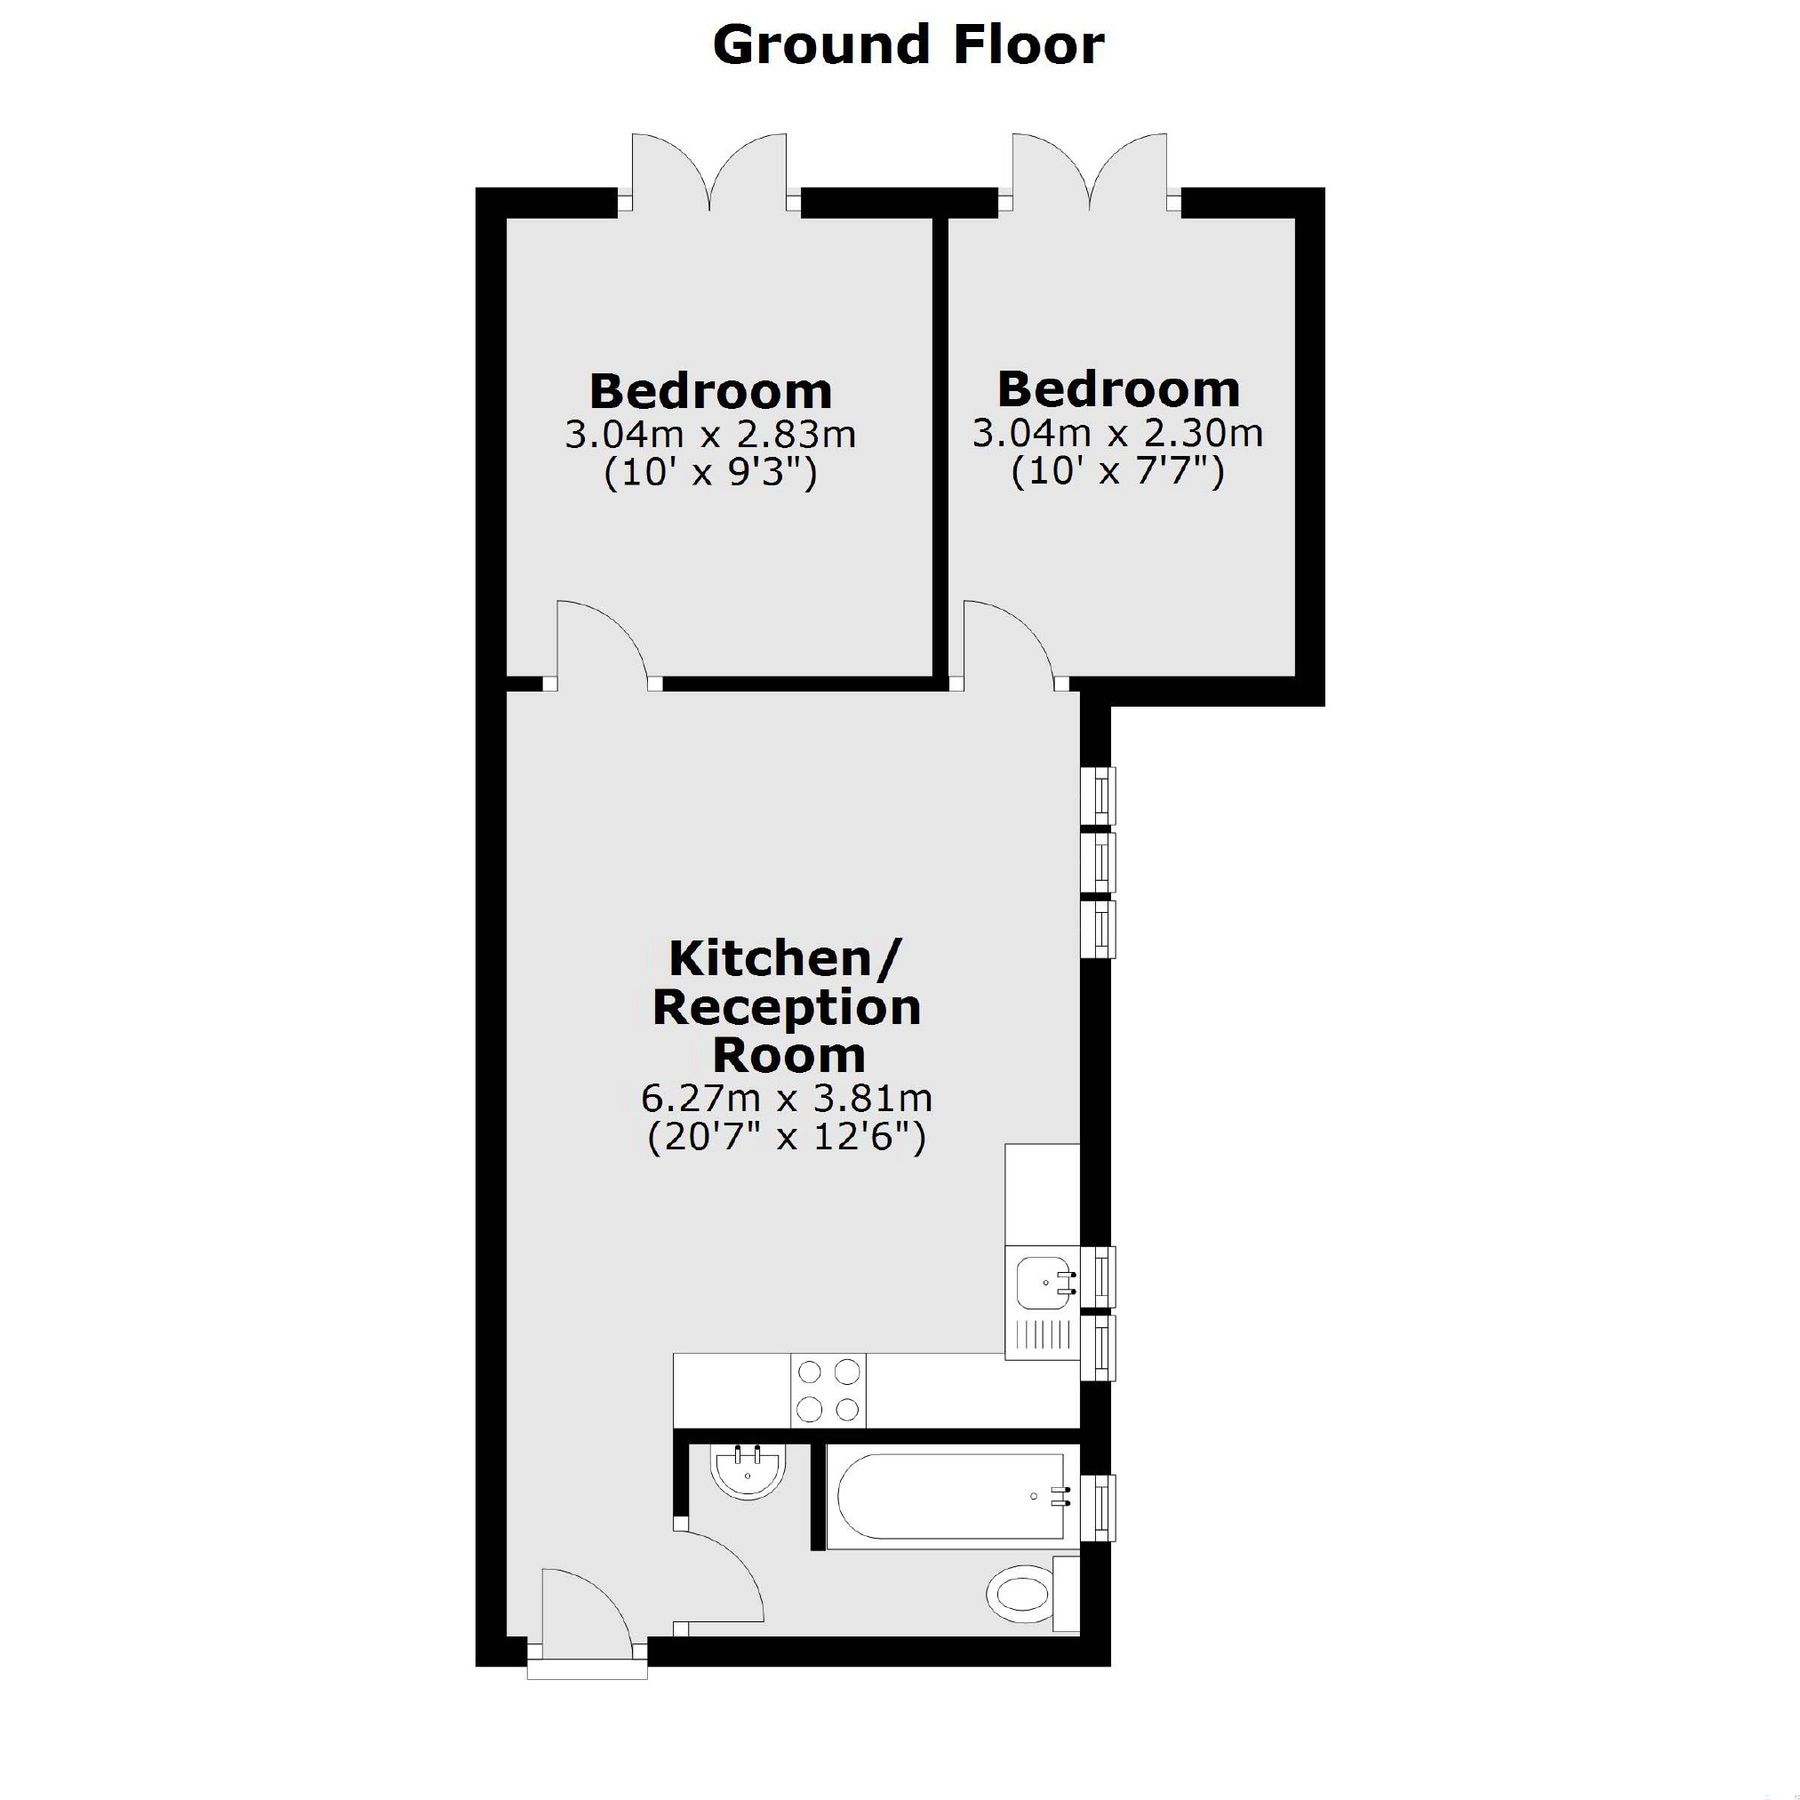 Ground Floor
Bedroom
3.04m x 2.83m
(10' x 9'3")
Bedroom
3.04m x 2.30m
(10' x 7'7")
Kitchen/
Reception
Room
6.27m x 3.81m
(20'7" x 12'6")